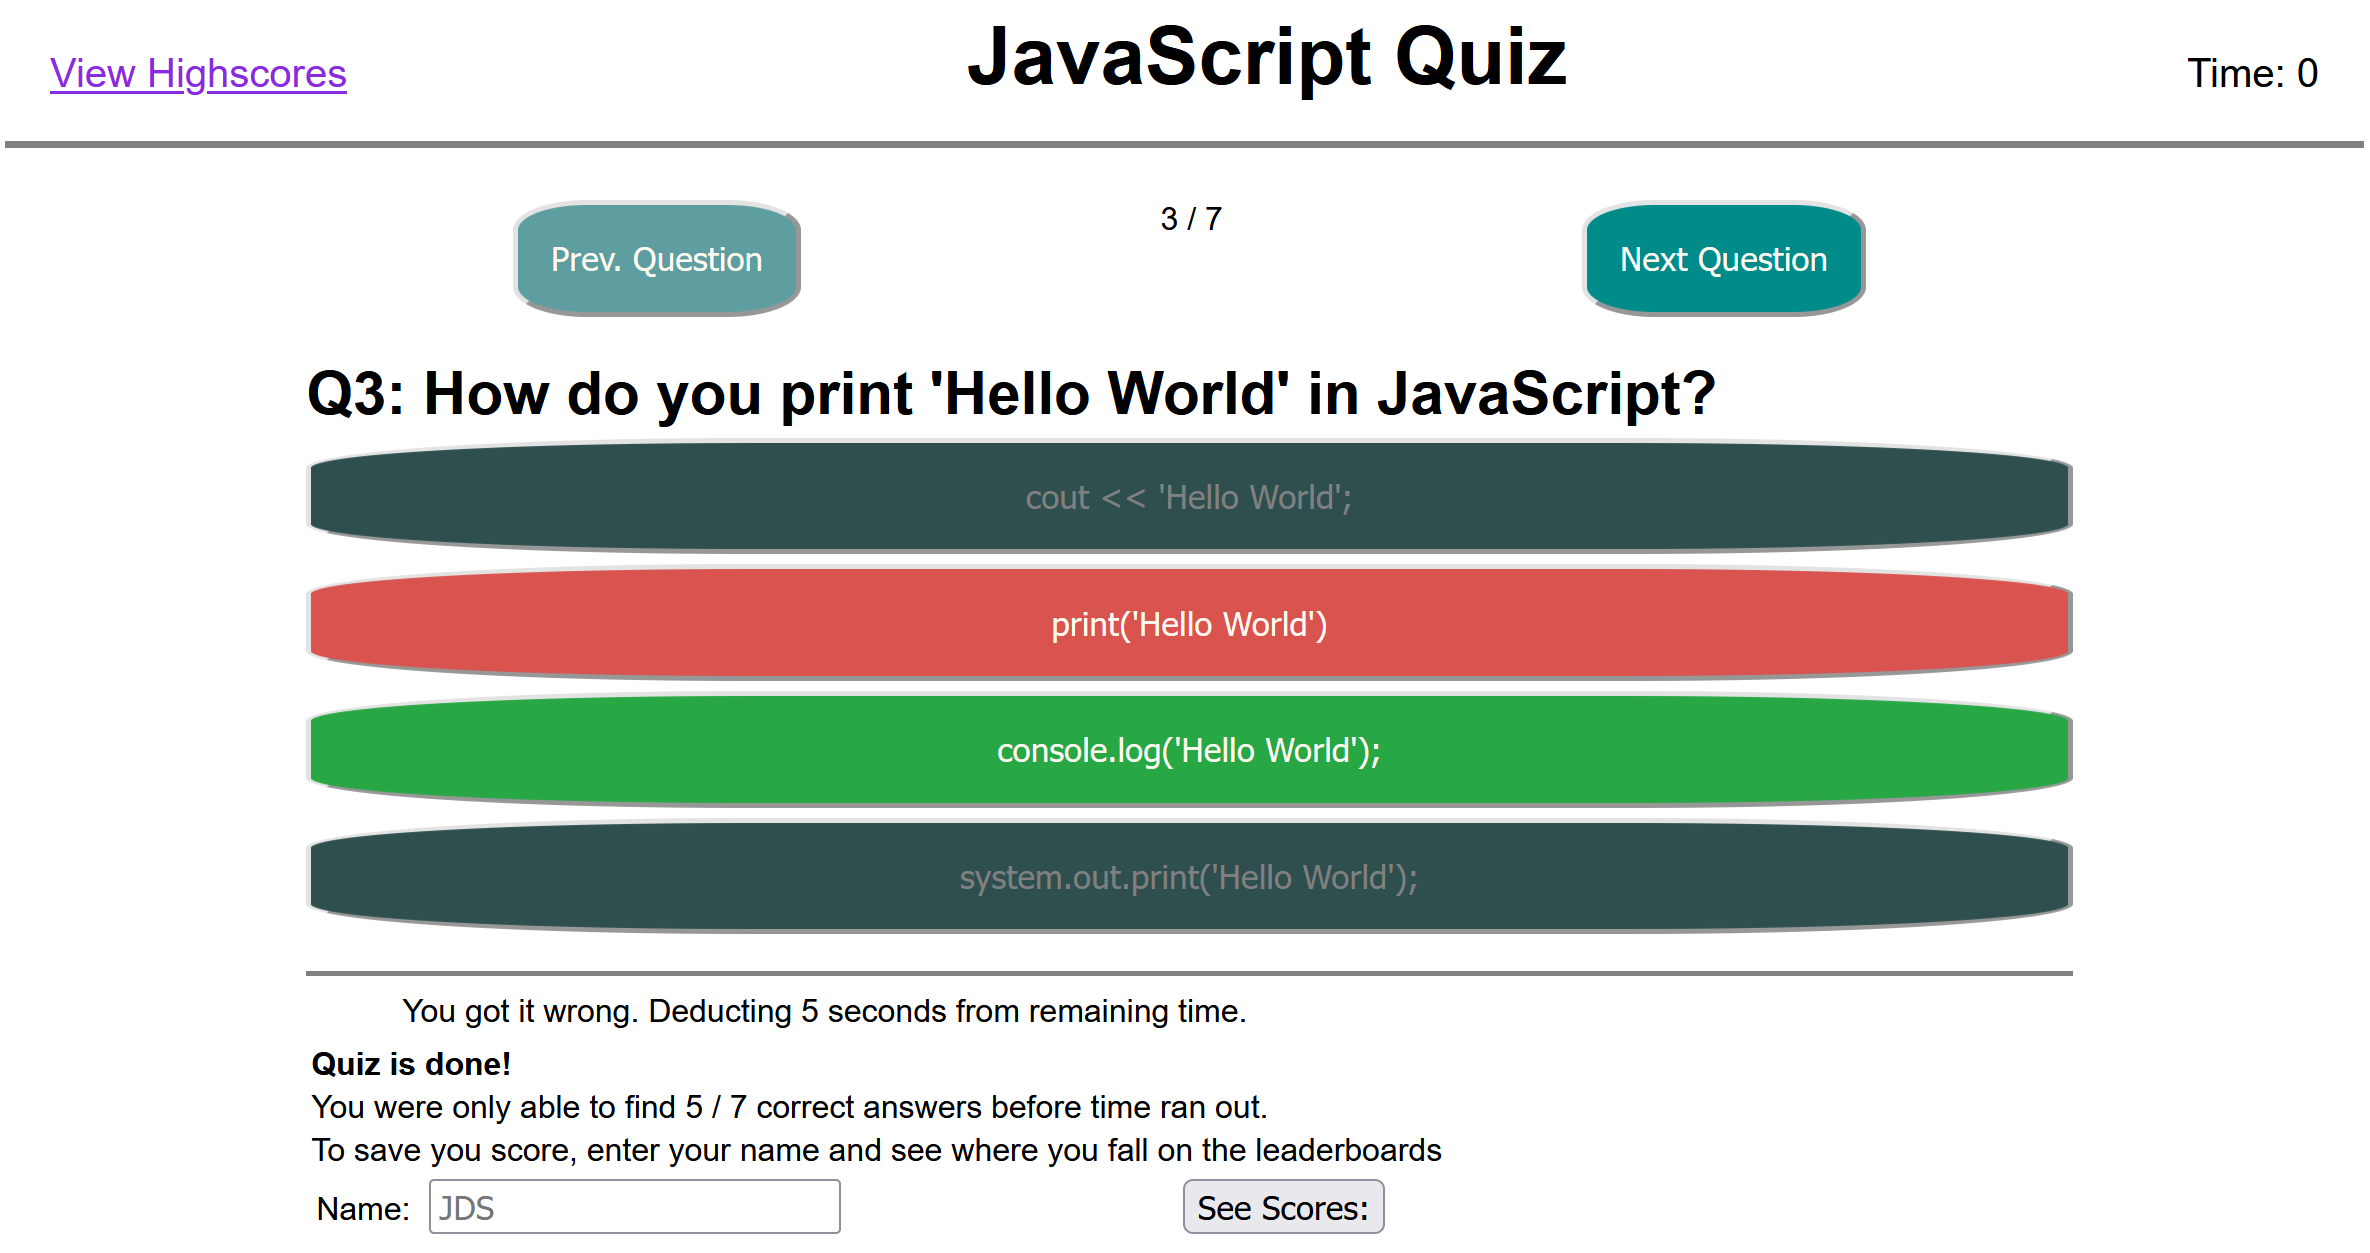 View Highscores
JavaScript Quiz
Time: 0
Prev. Question
3 / 7
Next Question
Q3: How do you print 'Hello World' in JavaScript?
cout << 'Hello World';
print('Hello World')
console.log('Hello World');
system.out.print('Hello World');
You got it wrong. Deducting 5 seconds from remaining time.
Quiz is done!
You were only able to find 5 / 7 correct answers before time ran out.
To save you score, enter your name and see where you fall on the leaderboards
Name: JDS
See Scores: